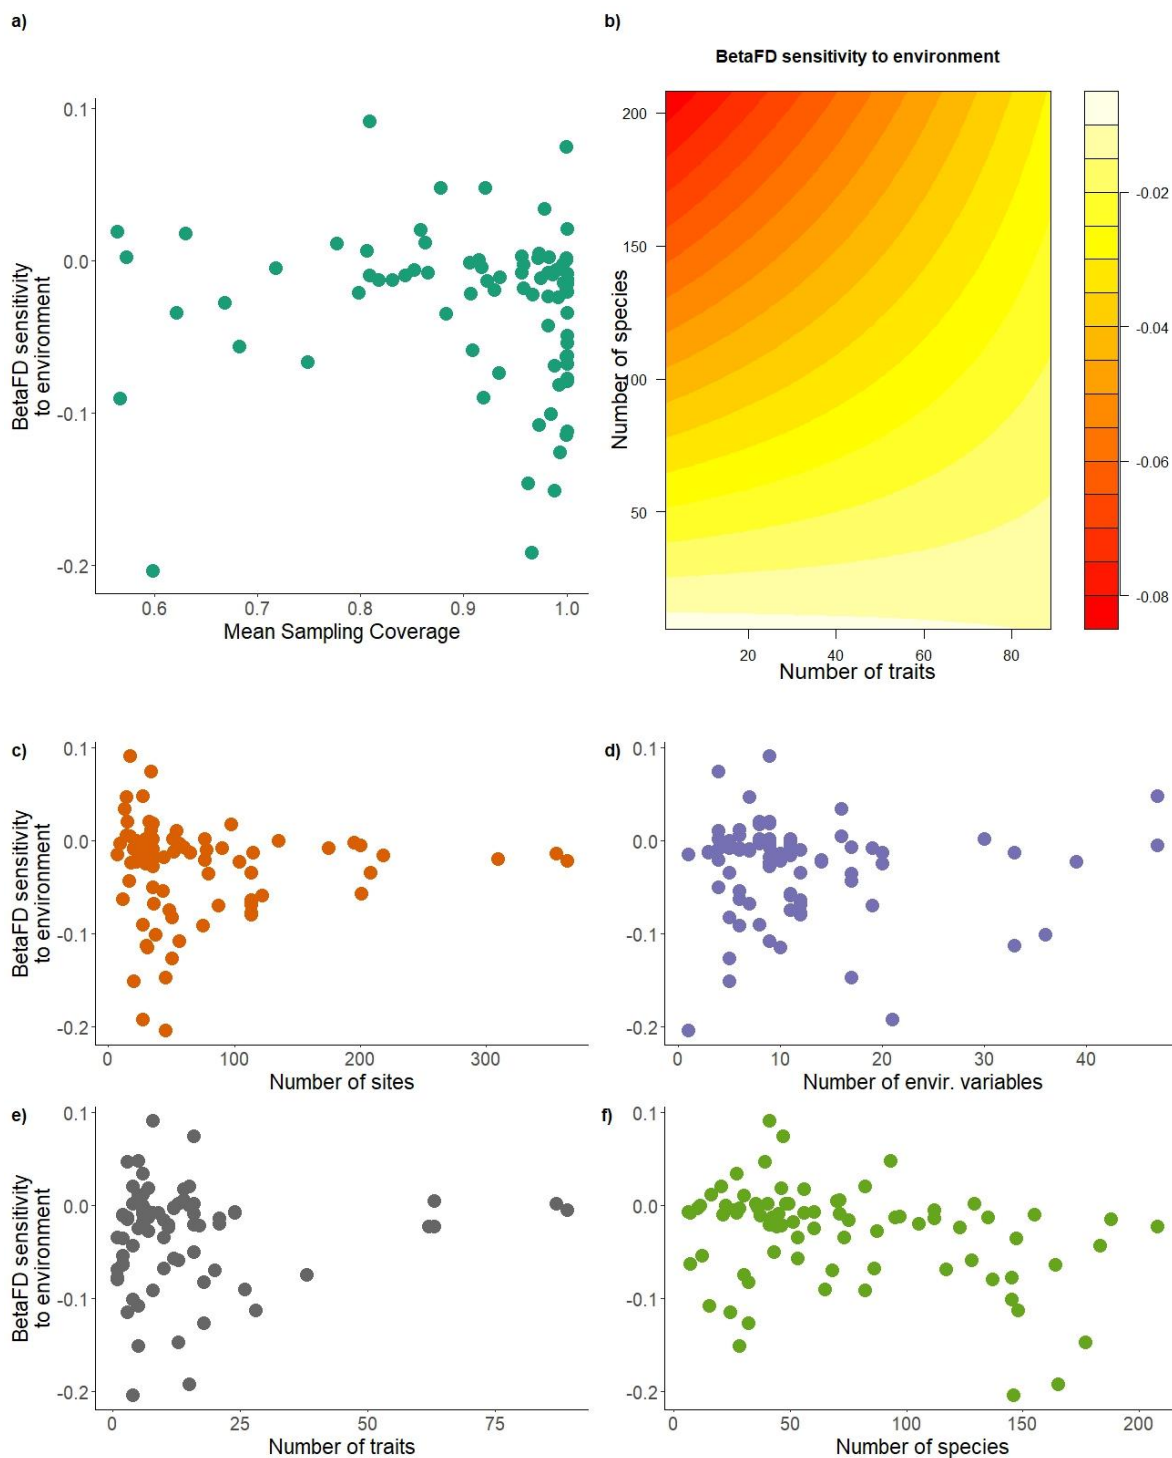 a)
b)
BetaFD sensitivity to environment
BetaFD sensitivity
to environment
0.1
0.0
-0.1
-0.2
0.6
0.7
0.8
0.9
1.0
Mean Sampling Coverage
Number of species
200
150
100
50
20
40
60
80
Number of traits
-0.02
-0.04
-0.06
-0.08
c)
BetaFD sensitivity
to environment
0.1
0.0
-0.1
-0.2
0
100
200
300
Number of sites
d)
0.1
0.0
-0.1
-0.2
0
10
20
30
40
Number of envir. variables
e)
BetaFD sensitivity
to environment
0.1
0.0
-0.1
-0.2
0
25
50
75
Number of traits
f)
0.1
0.0
-0.1
-0.2
0
50
100
150
200
Number of species